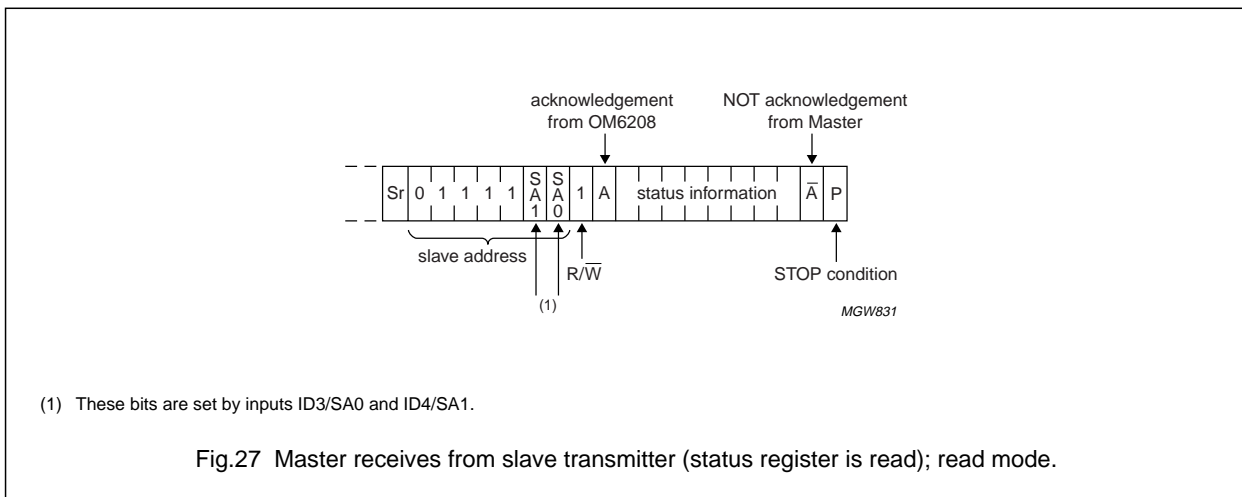 acknowledgement
from OM6208
NOT acknowledgement
from Master
Sr 0 1 1 1 1 SA1 SA0 1 A status information A̅ P
slave address
R/W̅
STOP condition
(1)
MGW831
(1) These bits are set by inputs ID3/SA0 and ID4/SA1.
Fig.27 Master receives from slave transmitter (status register is read); read mode.